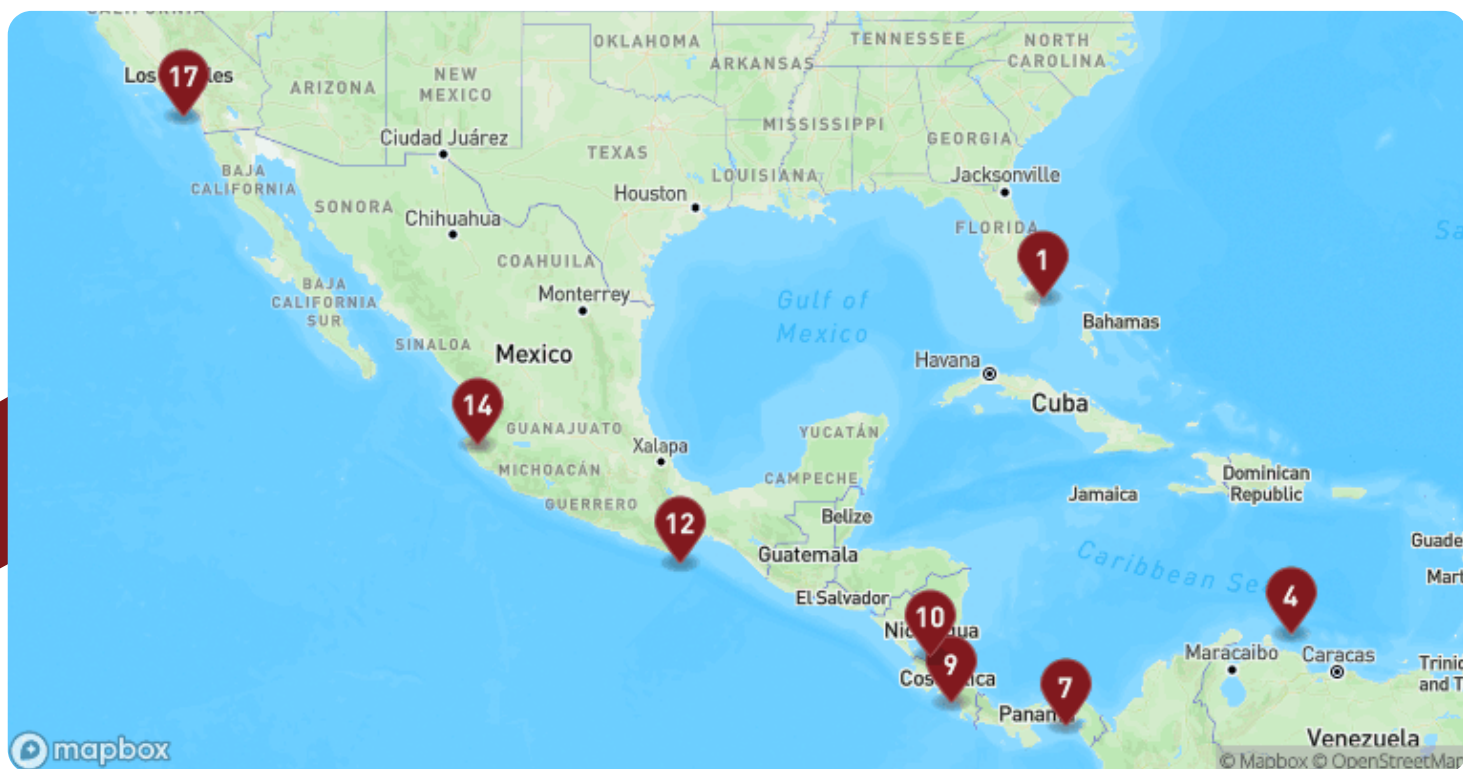 OKLAHOMA
TENNESSEE
NORTH
CAROLINA
ARKANSAS
17
ARIZONA
NEW
MEXICO
MISSISSIPPI
GEORGIA
Ciudad Juárez
TEXAS
BAJA
CALIFORNIA
LOUISIANA
Jacksonville
Houston
SONORA
Chihuahua
FLORIDA
COAHUILA
1
BAJA
CALIFORNIA
SUR
Monterrey
Gulf of
Mexico
Bahamas
SINALOA
Mexico
Havana
Cuba
14
GUANAJUATO
YUCATÁN
Xalapa
MICHOACÁN
CAMPECHE
Dominican
Republic
Jamaica
GUERRERO
12
Belize
Guatemala
Caribbean
El Salvador
4
10
Maracaibo
Caracas
9
7
Venezuela
mapbox
© Mapbox © OpenStreetMap